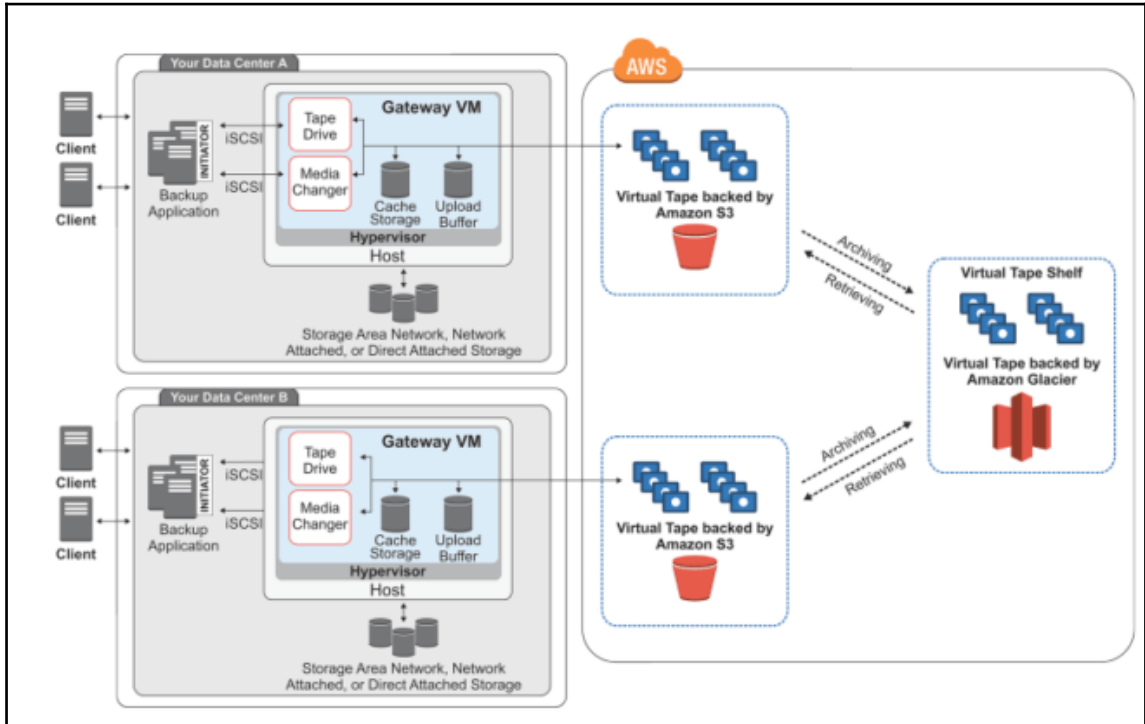 Your Data Center A
Client
Client
Backup
Application
INITIATOR
iSCSI
iSCSI
Gateway VM
Tape
Drive
Media
Changer
Cache
Storage
Upload
Buffer
Hypervisor
Host
Storage Area Network, Network
Attached, or Direct Attached Storage
Your Data Center B
Client
Client
Backup
Application
INITIATOR
iSCSI
iSCSI
Gateway VM
Tape
Drive
Media
Changer
Cache
Storage
Upload
Buffer
Hypervisor
Host
Storage Area Network, Network
Attached, or Direct Attached Storage
AWS
Virtual Tape backed by
Amazon S3
Archiving
Retrieving
Virtual Tape Shelf
Virtual Tape backed by
Amazon Glacier
Archiving
Retrieving
Virtual Tape backed by
Amazon S3